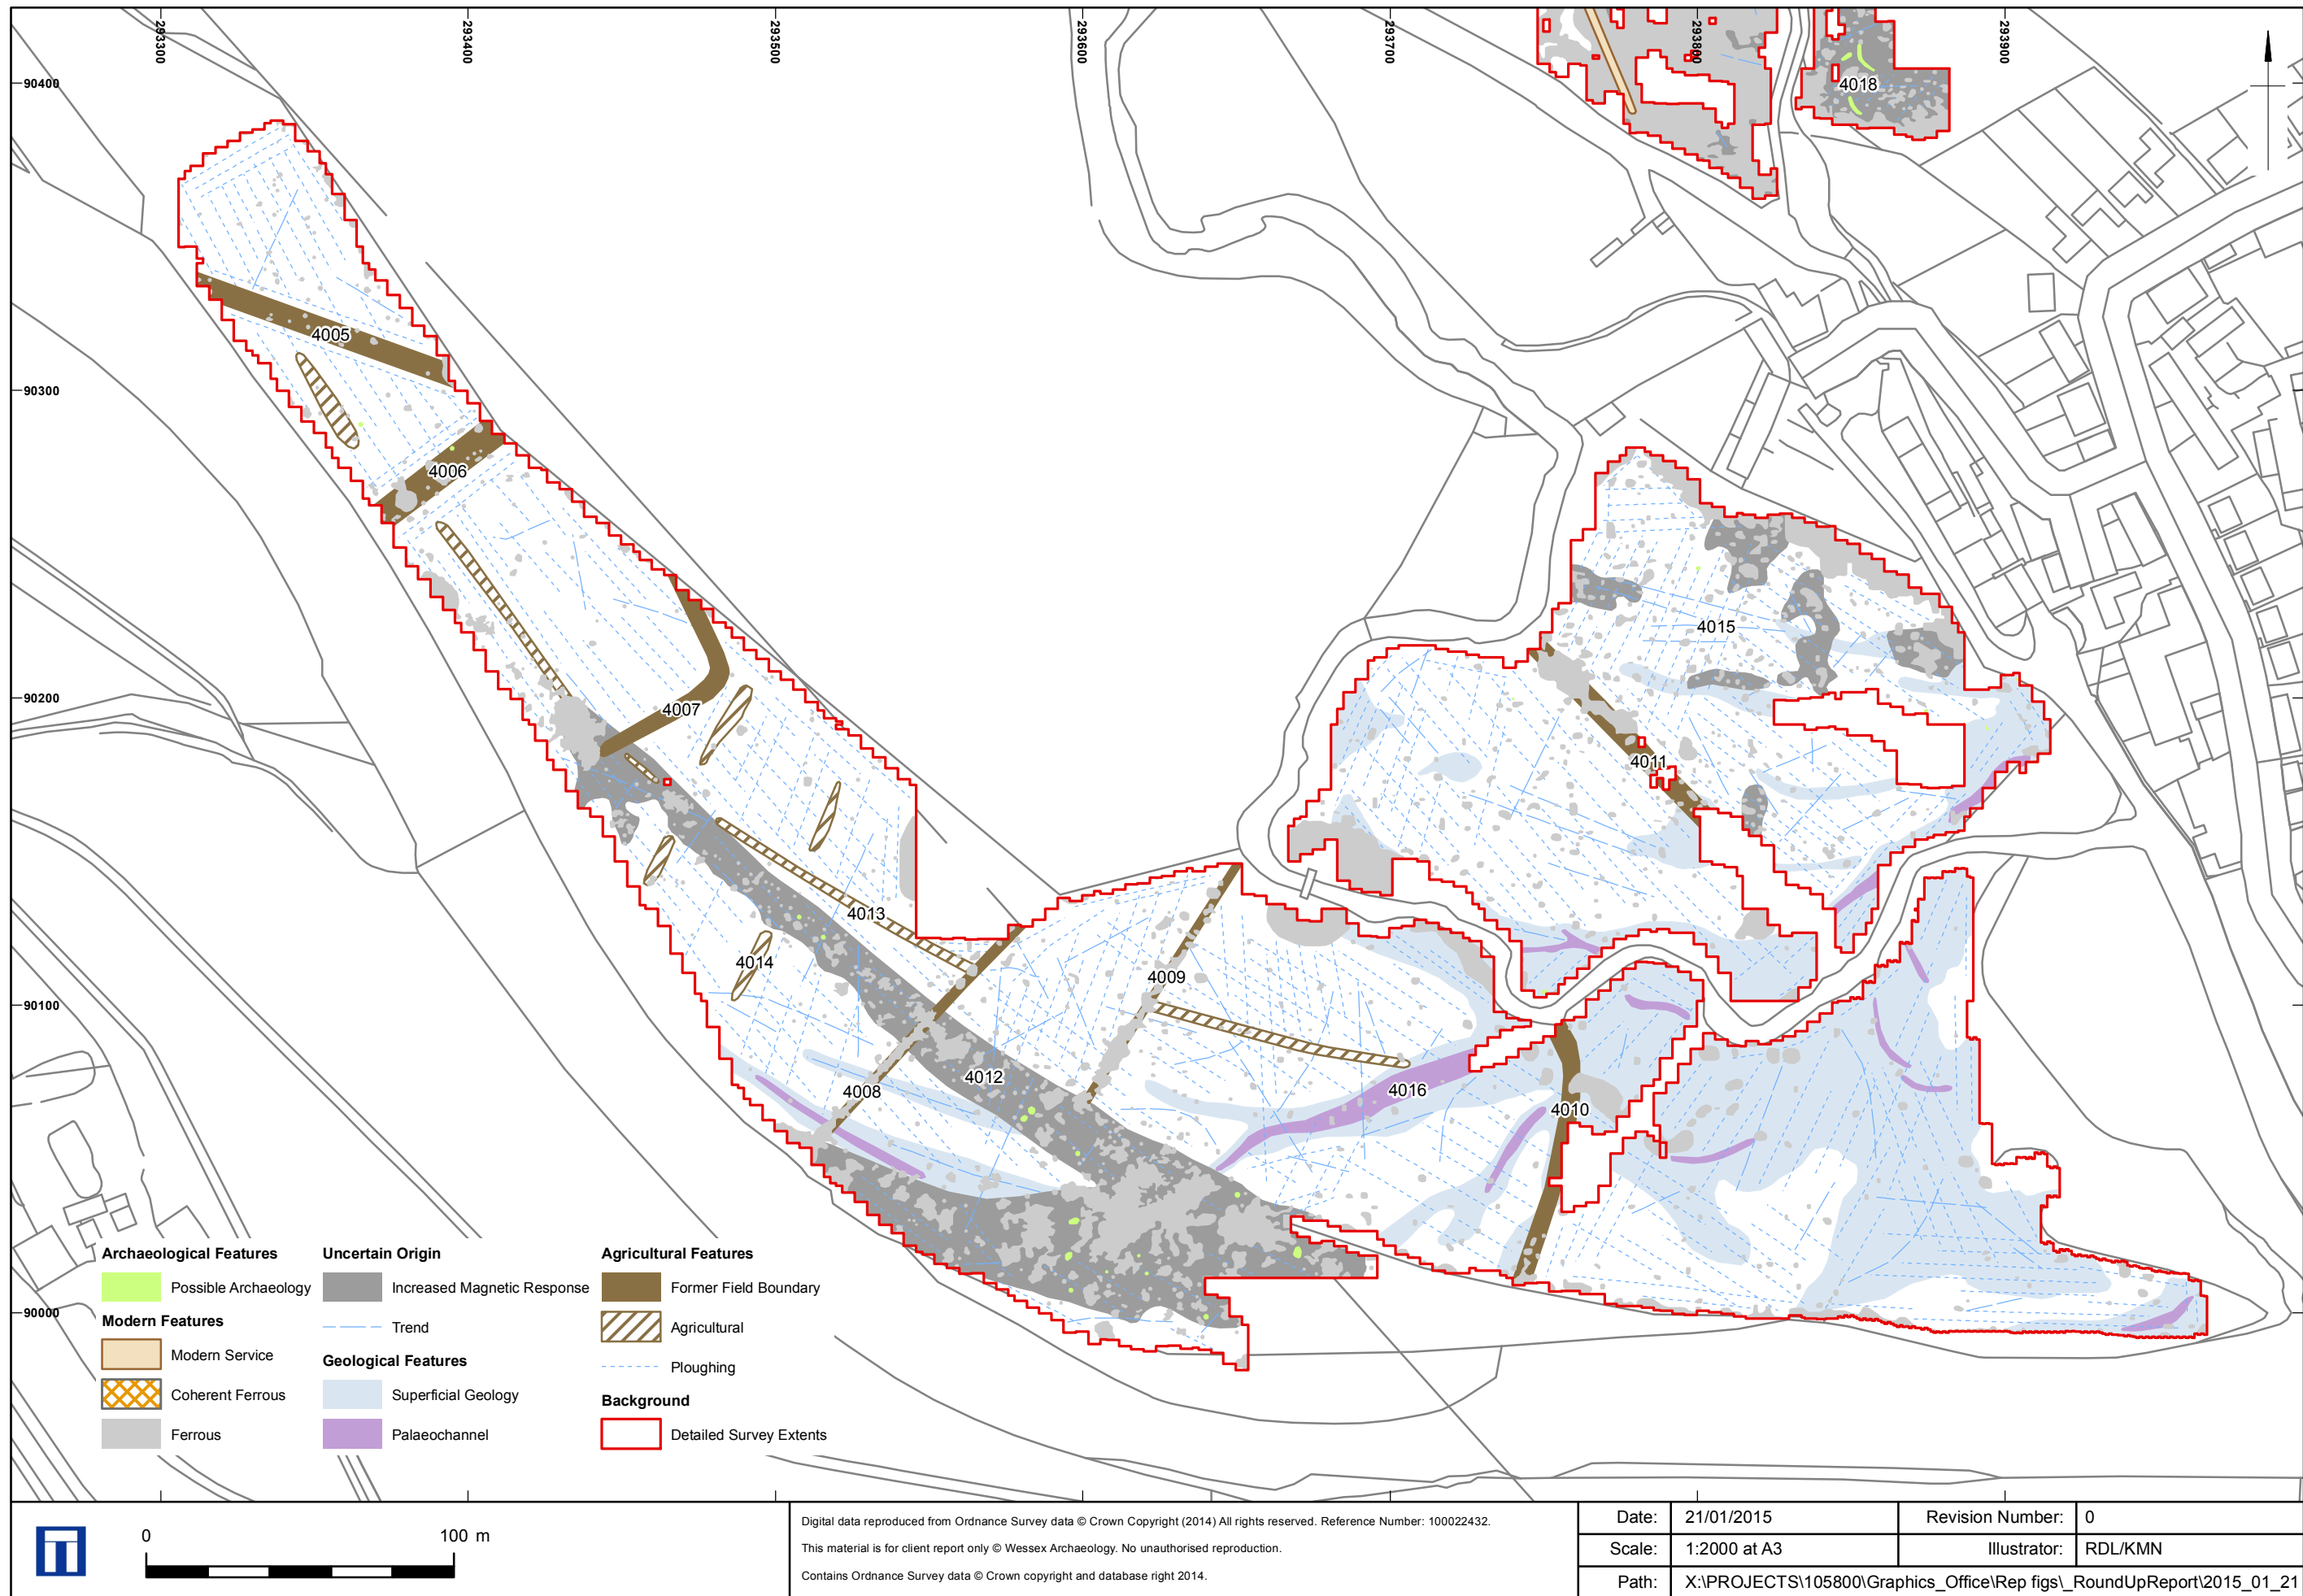 293300
293400
293500
293600
293700
293800
293900
90400
90300
90200
90100
90000
4018
4005
4006
4007
4015
4011
4013
4014
4009
4012
4008
4016
4010
Archaeological Features
Possible Archaeology
Modern Features
Modern Service
Coherent Ferrous
Ferrous
Uncertain Origin
Increased Magnetic Response
Trend
Geological Features
Superficial Geology
Palaeochannel
Agricultural Features
Former Field Boundary
Agricultural
Ploughing
Background
Detailed Survey Extents
0 100 m
Digital data reproduced from Ordnance Survey data © Crown Copyright (2014) All rights reserved. Reference Number: 100022432.
This material is for client report only © Wessex Archaeology. No unauthorised reproduction.
Contains Ordnance Survey data © Crown copyright and database right 2014.
Date: 21/01/2015 Revision Number: 0
Scale: 1:2000 at A3 Illustrator: RDL/KMN
Path: X:\PROJECTS\105800\Graphics_Office\Rep figs\_RoundUpReport\2015_01_21